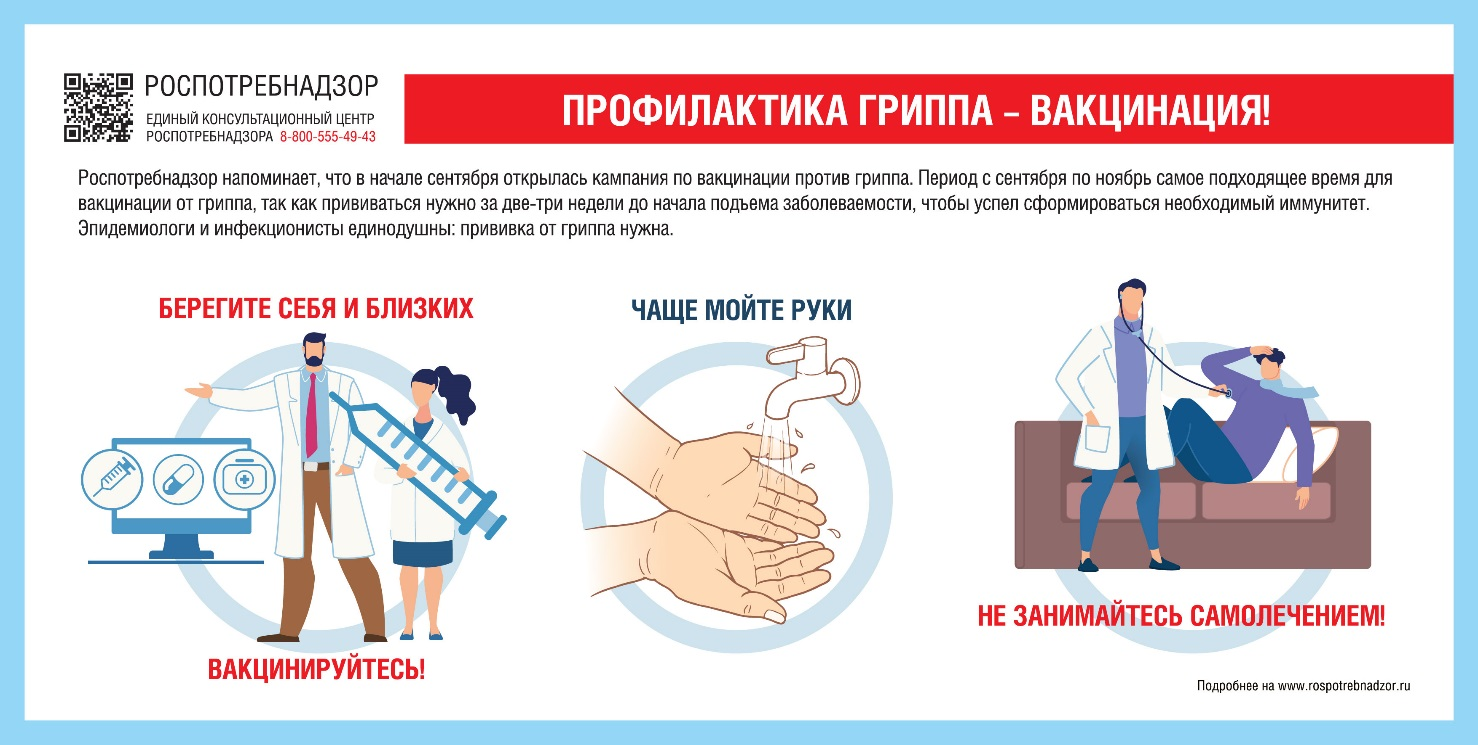 РОСПОТРЕБНАДЗОР
ЕДИНЫЙ КОНСУЛЬТАЦИОННЫЙ ЦЕНТР
РОСПОТРЕБНАДЗОРА 8-800-555-49-43
ПРОФИЛАКТИКА ГРИППА – ВАКЦИНАЦИЯ!
Роспотребнадзор напоминает, что в начале сентября открылась кампания по вакцинации против гриппа. Период с сентября по ноябрь самое подходящее время для
вакцинации от гриппа, так как прививаться нужно за две-три недели до начала подъема заболеваемости, чтобы успел сформироваться необходимый иммунитет.
Эпидемиологи и инфекционисты единодушны: прививка от гриппа нужна.
БЕРЕГИТЕ СЕБЯ И БЛИЗКИХ
ВАКЦИНИРУЙТЕСЬ!
ЧАЩЕ МОЙТЕ РУКИ
НЕ ЗАНИМАЙТЕСЬ САМОЛЕЧЕНИЕМ!
Подробнее на www.rospotrebnadzor.ru